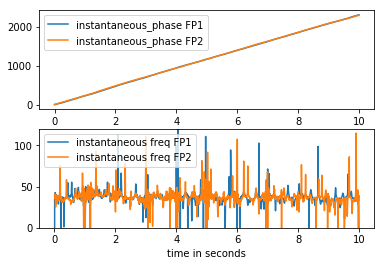 2000
1000
0
instantaneous_phase FP1
instantaneous_phase FP2
0 2 4 6 8 10
100
50
0
instantaneous freq FP1
instantaneous freq FP2
0 2 4 6 8 10
time in seconds